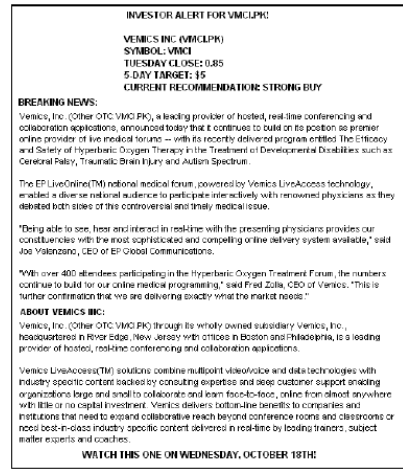 INVESTOR ALERT FOR VMCI.PK!
VEMICS INC (VMCI.PK)
SYMBOL: VMCI
TUESDAY CLOSE: 0.85
5-DAY TARGET: $5
CURRENT RECOMMENDATION: STRONG BUY
BREAKING NEWS:
Vemics, Inc. (Other OTC:VMCI.PK), a leading provider of hosted, real-time conferencing and
collaboration applications, announced today that it continues to build on its position as premier
online provider of live medical forums -- with its recently delivered program entitled The Efficacy
and Safety of Hyperbaric Oxygen Therapy in the Treatment of Developmental Disabilities such as
Cerebral Palsy, Traumatic Brain Injury and Autism Spectrum.
The EP LiveOnline(TM) national medical forum, powered by Vemics LiveAccess technology,
enabled a diverse national audience to participate interactively with renowned physicians as they
debated both sides of this controversial and timely medical issue.
"Being able to see, hear and interact in real-time with the presenting physicians provides our
constituencies with the most sophisticated and compelling online delivery system available," said
Joe Valenzano, CEO of EP Global Communications.
"With over 400 attendees participating in the Hyperbaric Oxygen Treatment Forum, the numbers
continue to build for our online medical programming," said Fred Zolla, CEO of Vemics. "This is
further confirmation that we are delivering exactly what the market needs."
ABOUT VEMICS INC:
Vemics, Inc. (Other OTC:VMCI.PK) through its wholly owned subsidiary Vemics, Inc.,
headquartered in River Edge, New Jersey with offices in Boston and Philadelphia, is a leading
provider of hosted, real-time conferencing and collaboration applications.
Vemics LiveAccess(TM) solutions combine multipoint video/voice and data technologies with
industry specific content backed by consulting expertise and deep customer support enabling
organizations large and small to collaborate and learn face-to-face, online from almost anywhere
with little or no capital investment. Vemics delivers bottom-line benefits to companies and
institutions that need to expand collaborative reach beyond conference rooms and classrooms or
need best-in-class industry specific content delivered in real-time by leading trainers, subject
matter experts and coaches.
WATCH THIS ONE ON WEDNESDAY, OCTOBER 18TH!